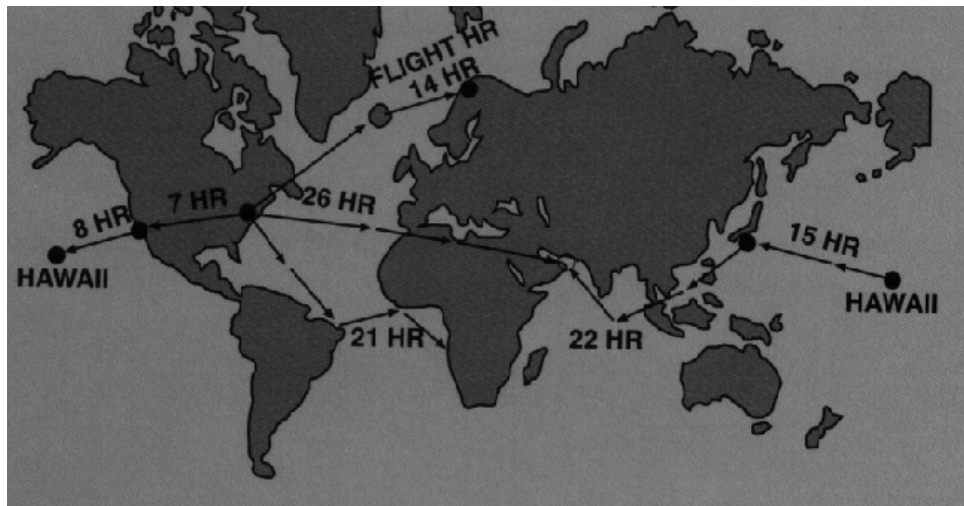 FLIGHT HR
14 HR
7 HR
26 HR
8 HR
HAWAII
15 HR
HAWAII
21 HR
22 HR